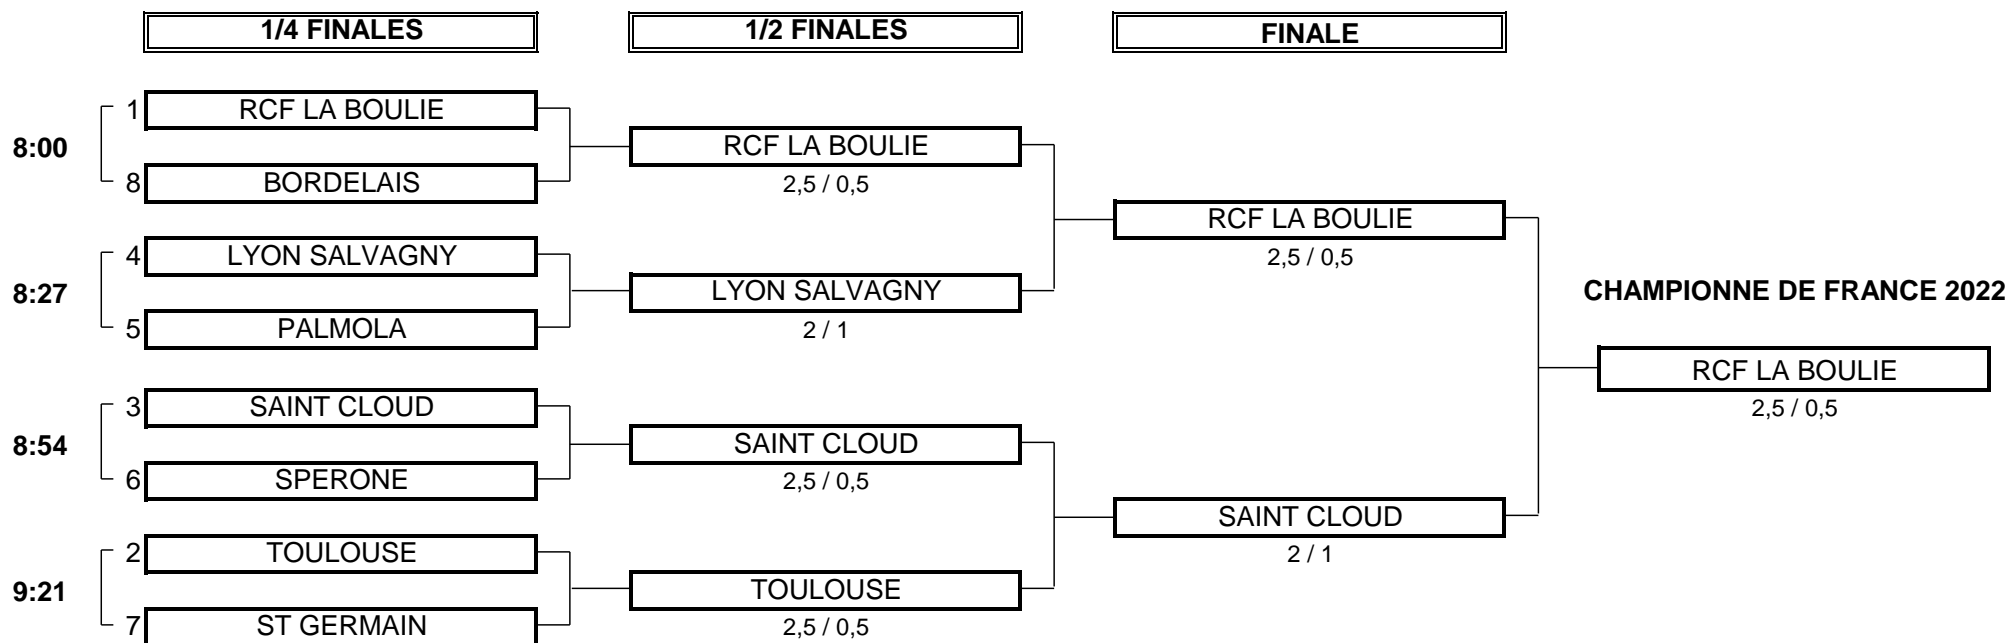 1/4 FINALES
1/2 FINALES
FINALE
1 RCF LA BOULIE
8:00
8 BORDELAIS
RCF LA BOULIE
2,5 / 0,5
4 LYON SALVAGNY
8:27
5 PALMOLA
LYON SALVAGNY
2 / 1
RCF LA BOULIE
2,5 / 0,5
CHAMPIONNE DE FRANCE 2022
RCF LA BOULIE
2,5 / 0,5
3 SAINT CLOUD
8:54
6 SPERONE
SAINT CLOUD
2,5 / 0,5
2 TOULOUSE
9:21
7 ST GERMAIN
TOULOUSE
2,5 / 0,5
SAINT CLOUD
2 / 1